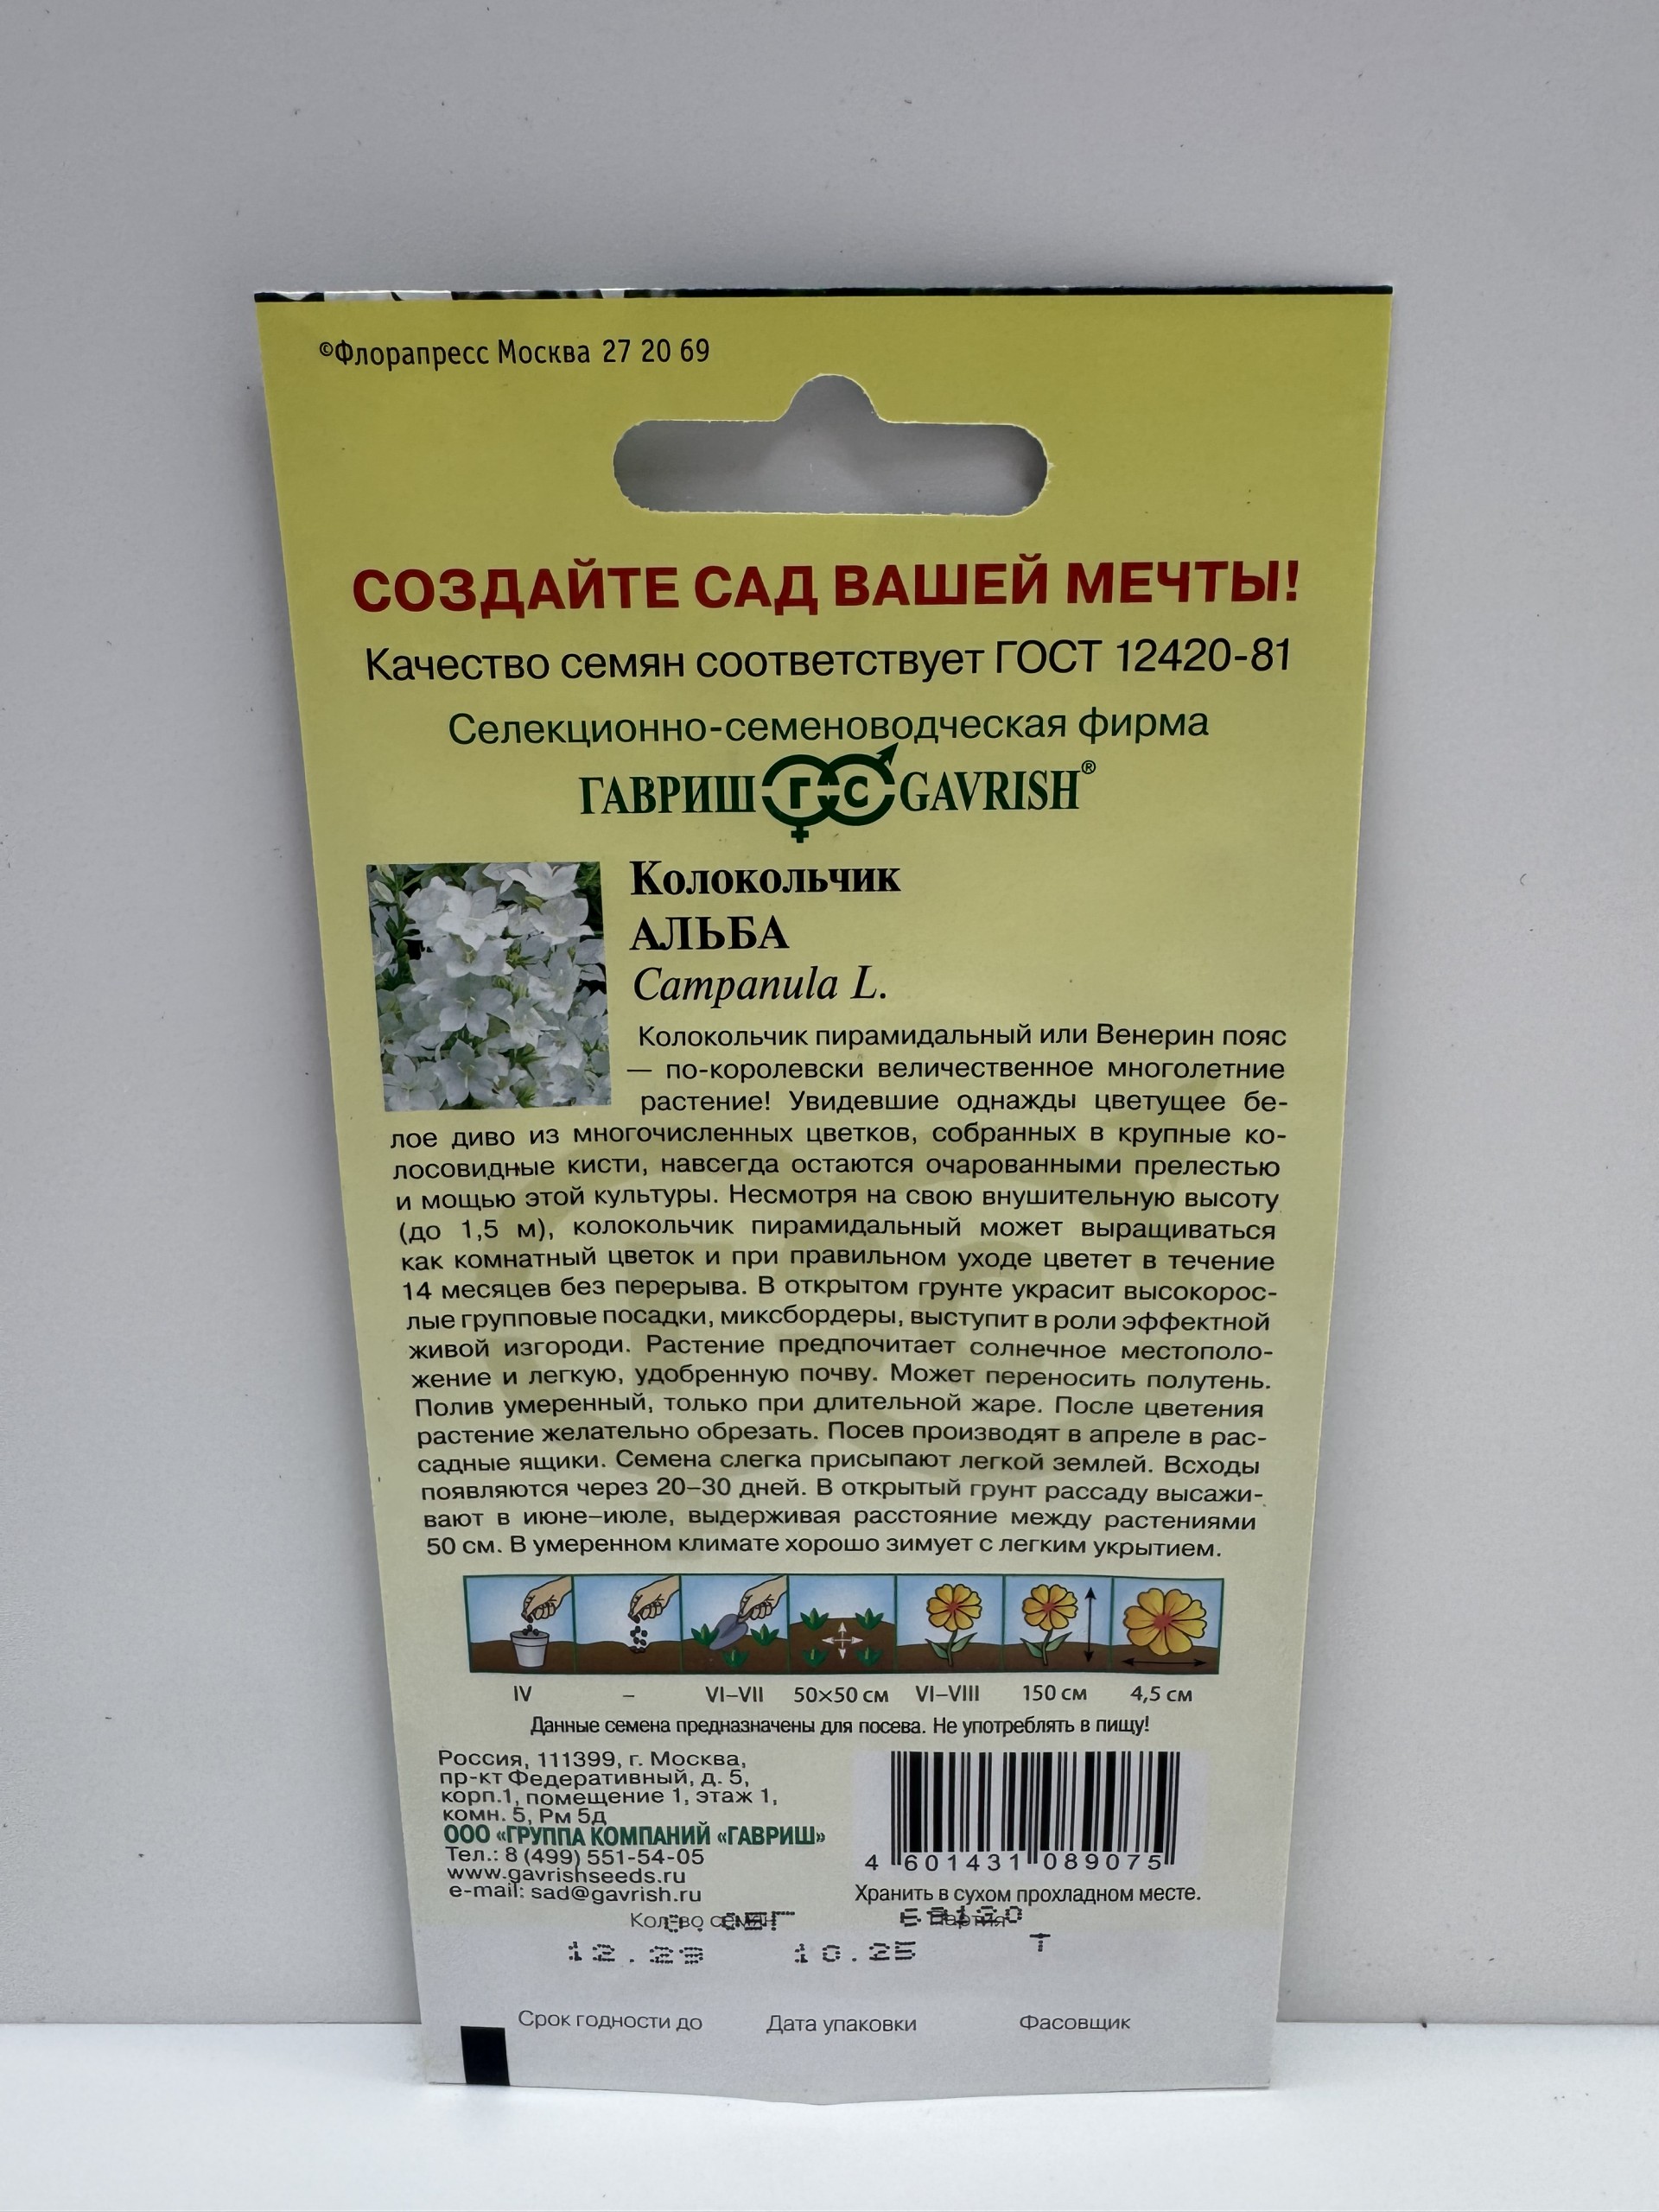 ©Флорапресс Москва 27 20 69
СОЗДАЙТЕ САД ВАШЕЙ МЕЧТЫ!
Качество семян соответствует ГОСТ 12420-81
Селекционно-семеноводческая фирма
ГАВРИШ ГС GAVRISH®
Колокольчик
АЛЬБА
Campanula L.
Колокольчик пирамидальный или Венерин пояс
— по-королевски величественное многолетние
растение! Увидевшие однажды цветущее бе-
лое диво из многочисленных цветков, собранных в крупные ко-
лосовидные кисти, навсегда остаются очарованными прелестью
и мощью этой культуры. Несмотря на свою внушительную высоту
(до 1,5 м), колокольчик пирамидальный может выращиваться
как комнатный цветок и при правильном уходе цветет в течение
14 месяцев без перерыва. В открытом грунте украсит высокорос-
лые групповые посадки, миксбордеры, выступит в роли эффектной
живой изгороди. Растение предпочитает солнечное местополо-
жение и легкую, удобренную почву. Может переносить полутень.
Полив умеренный, только при длительной жаре. После цветения
растение желательно обрезать. Посев производят в апреле в рас-
садные ящики. Семена слегка присыпают легкой землей. Всходы
появляются через 20–30 дней. В открытый грунт рассаду высажи-
вают в июне–июле, выдерживая расстояние между растениями
50 см. В умеренном климате хорошо зимует с легким укрытием.
IV – VI–VII 50×50 см VI–VIII 150 см 4,5 см
Данные семена предназначены для посева. Не употреблять в пищу!
Россия, 111399, г. Москва,
пр-кт Федеративный, д. 5,
корп.1, помещение 1, этаж 1,
комн. 5, Рм 5д
ООО «ГРУППА КОМПАНИЙ «ГАВРИШ»
Тел.: 8 (499) 551-54-05
www.gavrishseeds.ru
e-mail: sad@gavrish.ru
4 601431 089075
Хранить в сухом прохладном месте.
Кол-во семян Партия
12.29 10.25 Т
Срок годности до Дата упаковки Фасовщик